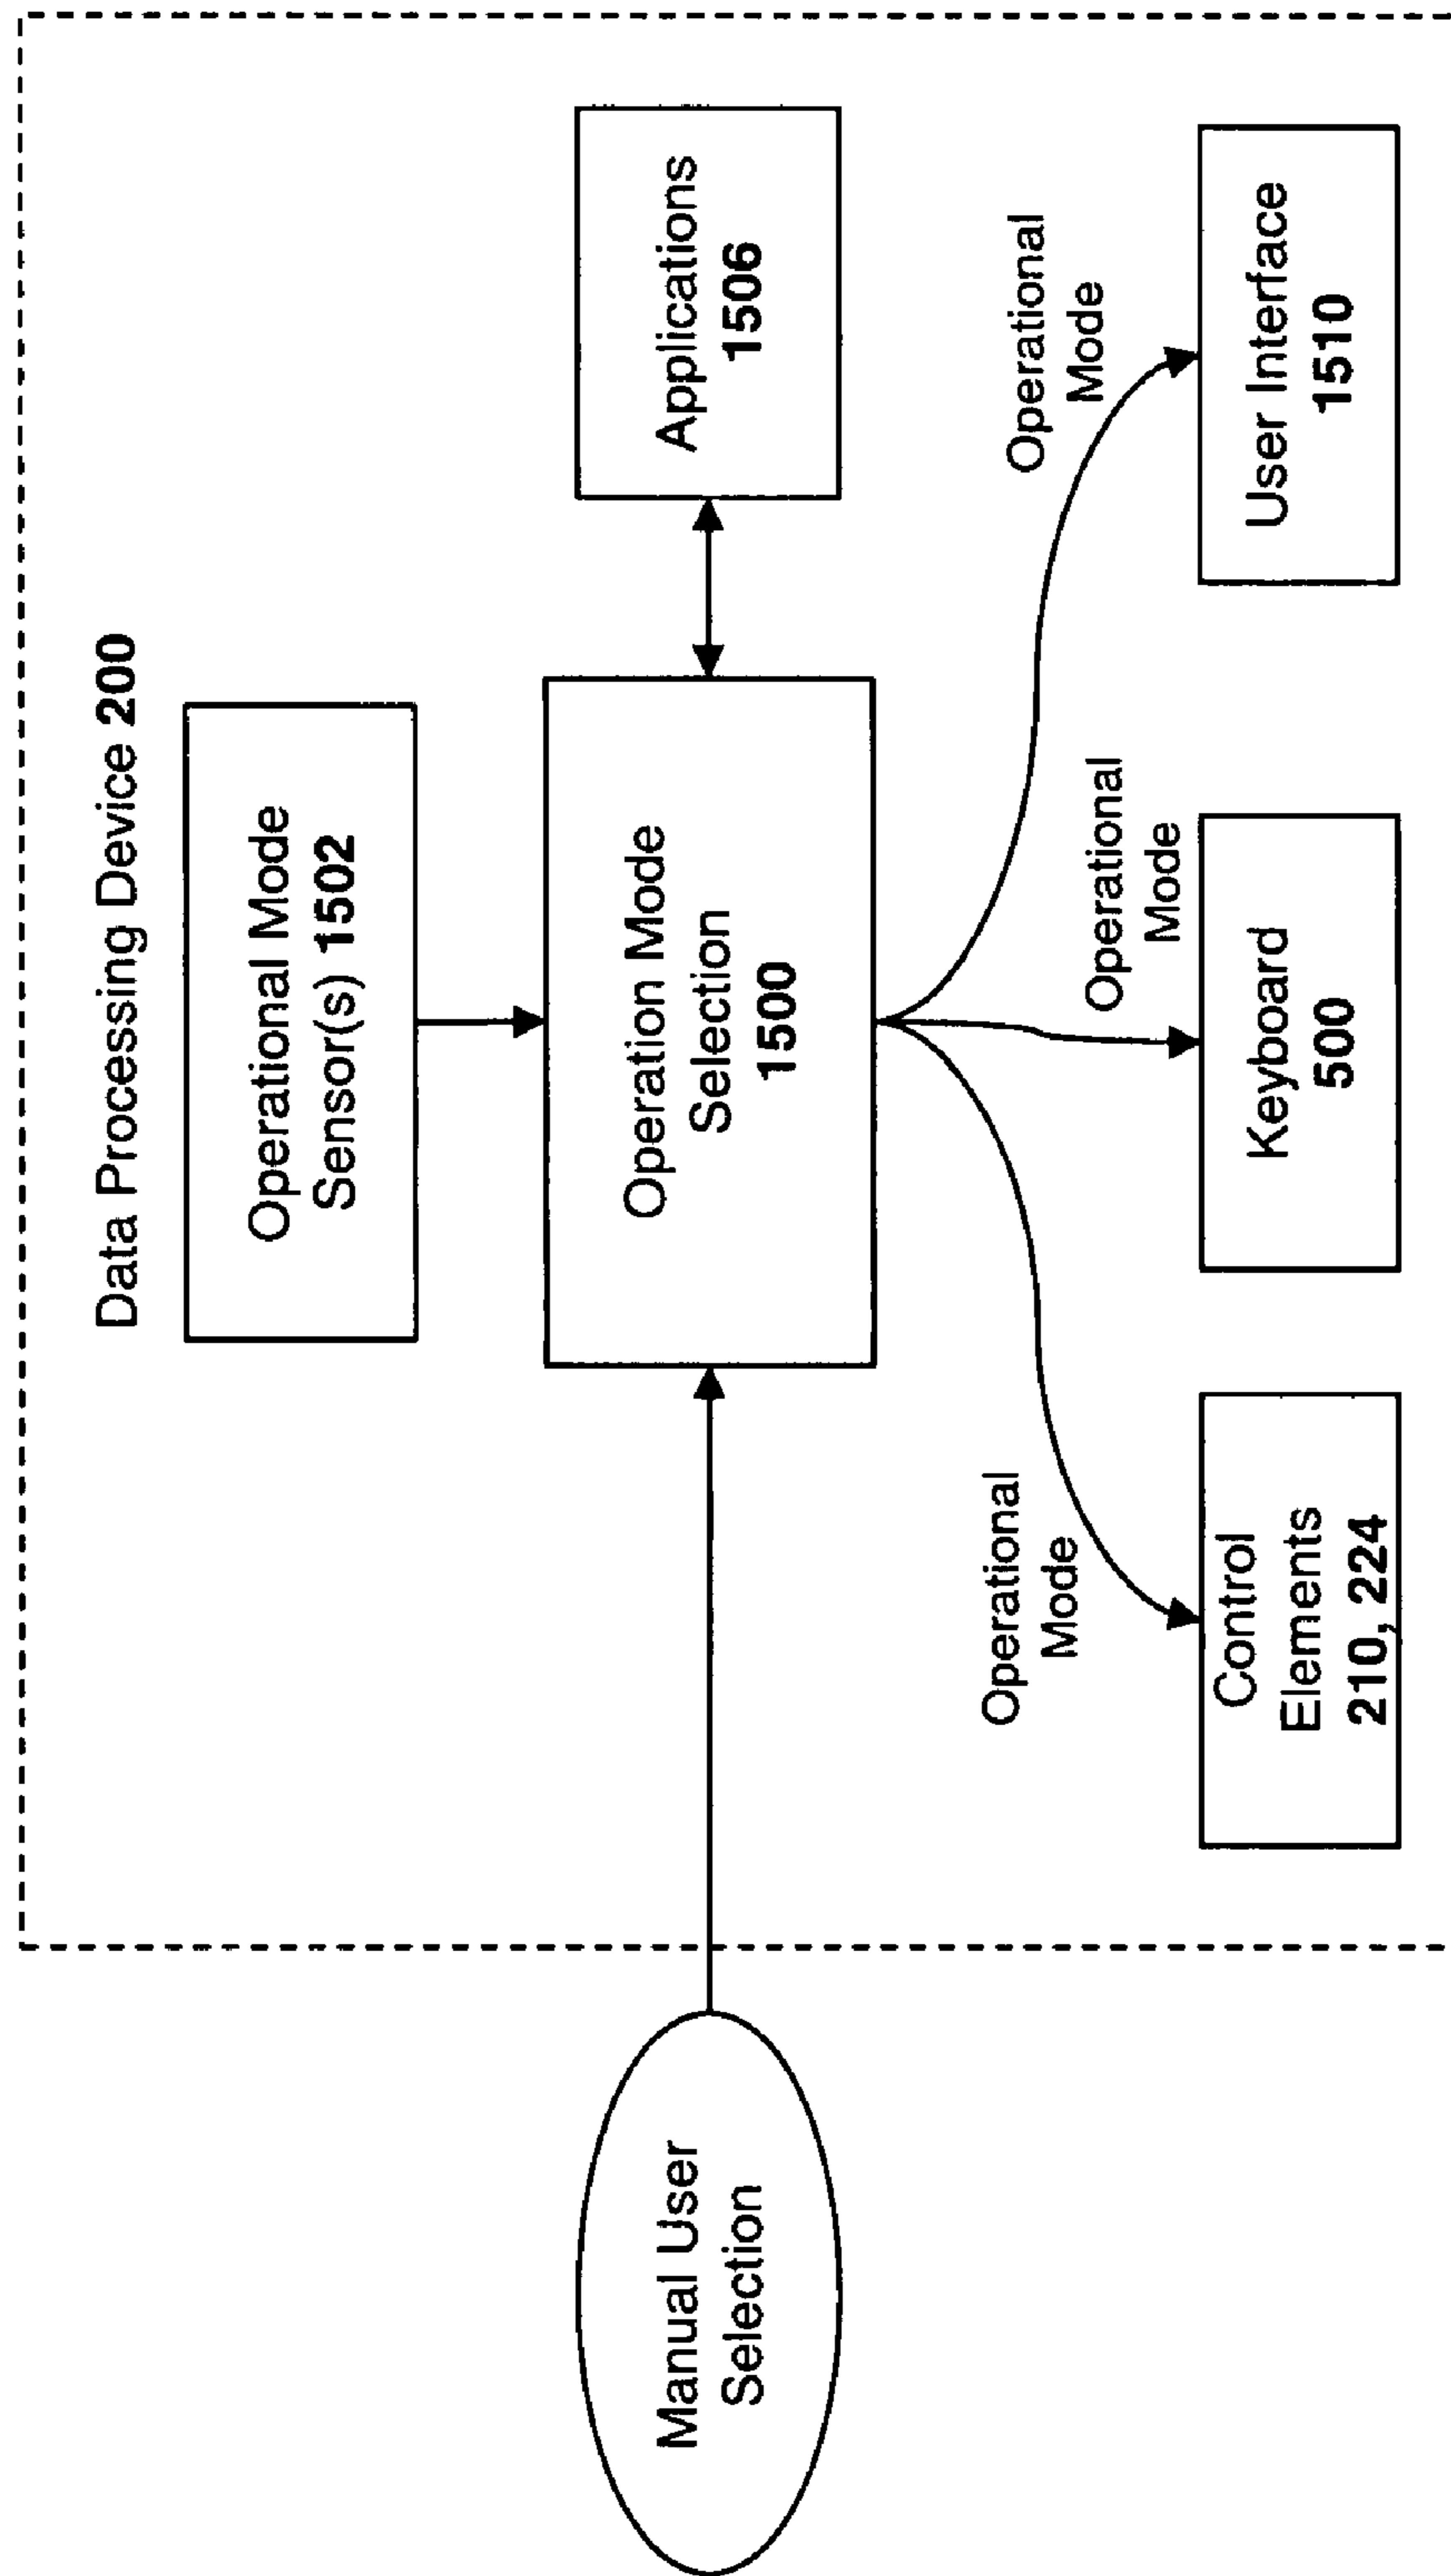 Data Processing Device 200
Operational Mode
Sensor(s) 1502
Manual User
Selection
Operation Mode
Selection
1500
Applications
1506
Operational
Mode
Operational
Mode
Operational
Mode
Control
Elements
210, 224
Keyboard
500
User Interface
1510